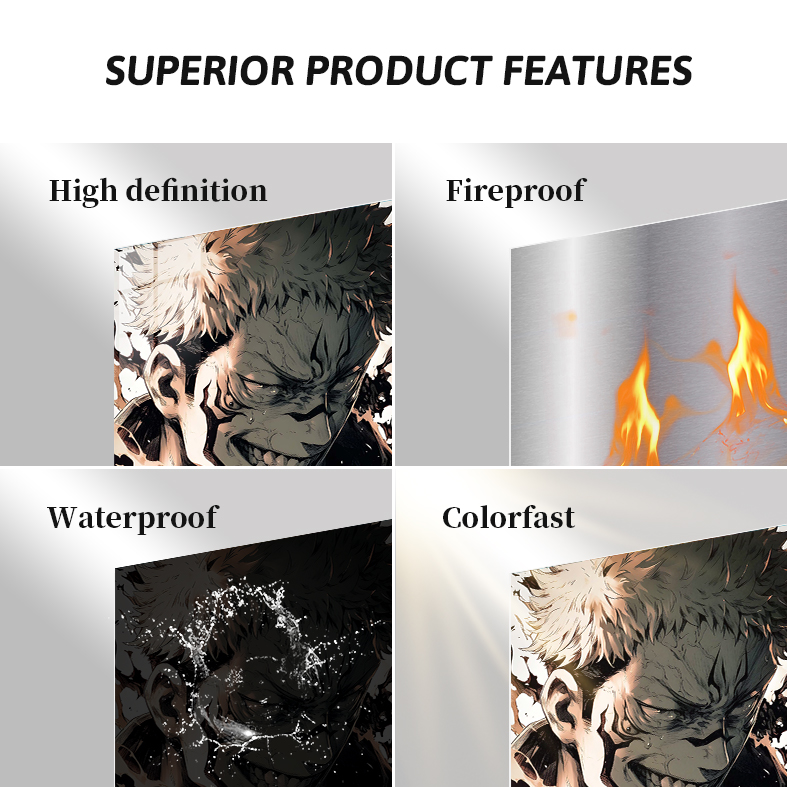 SUPERIOR PRODUCT FEATURES
High definition
Fireproof
Waterproof
Colorfast